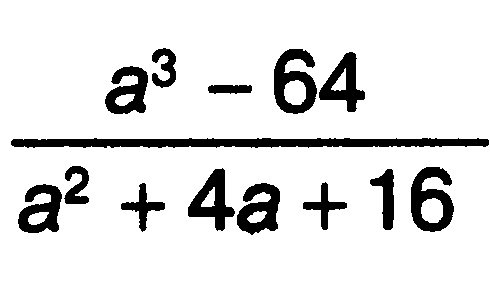 a³ − 64
a² + 4a + 16